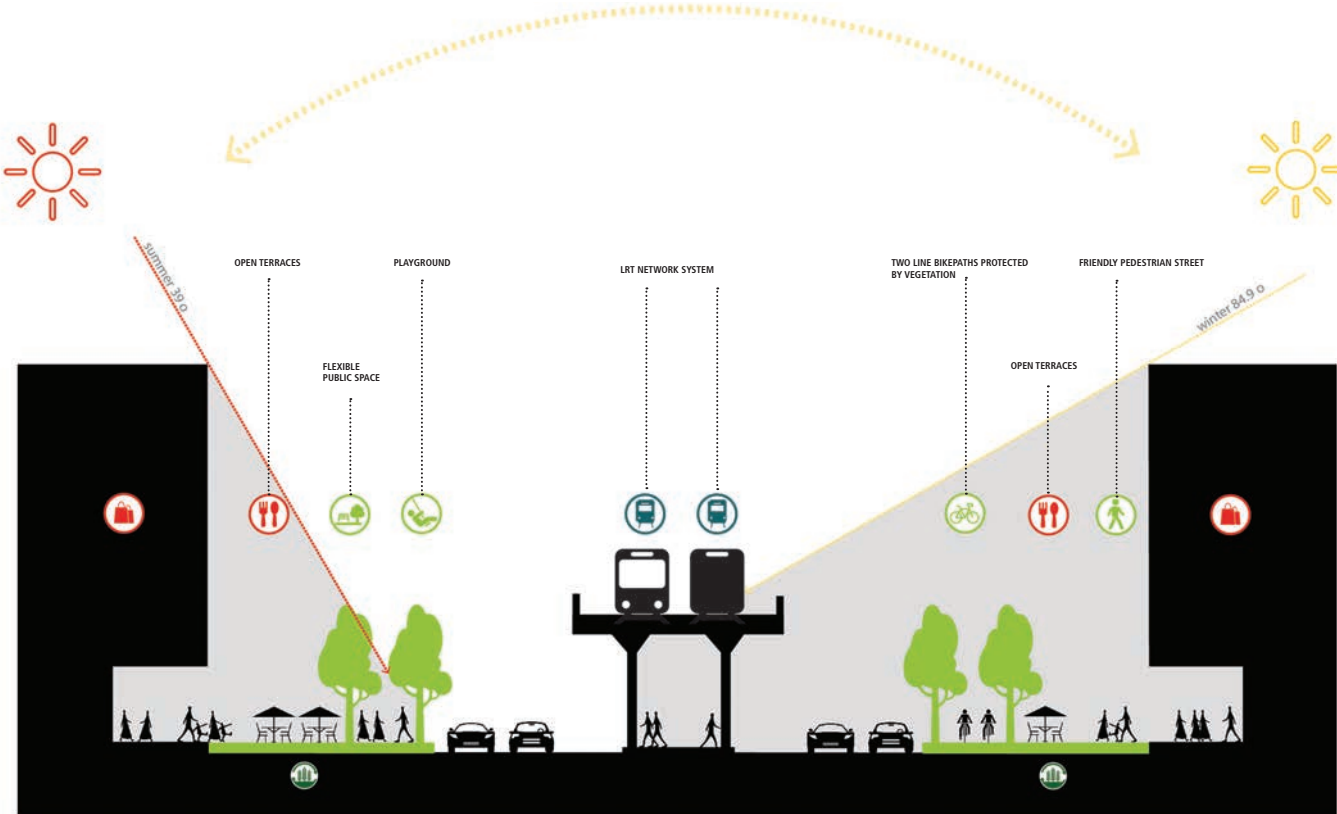 summer 39 o
OPEN TERRACES
PLAYGROUND
LRT NETWORK SYSTEM
TWO LINE BIKEPATHS PROTECTED
BY VEGETATION
FRIENDLY PEDESTRIAN STREET
winter 84.9 o
FLEXIBLE
PUBLIC SPACE
OPEN TERRACES